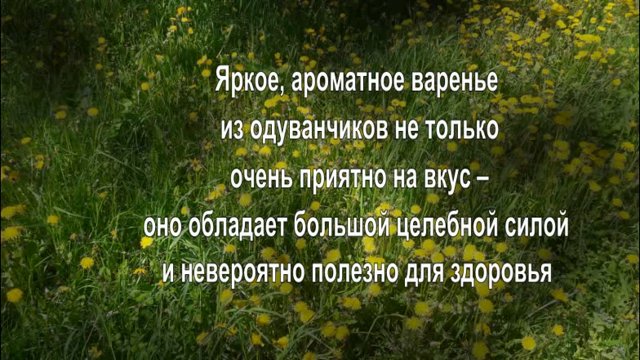 Яркое, ароматное варенье
из одуванчиков не только
очень приятно на вкус –
оно обладает большой целебной силой
и невероятно полезно для здоровья